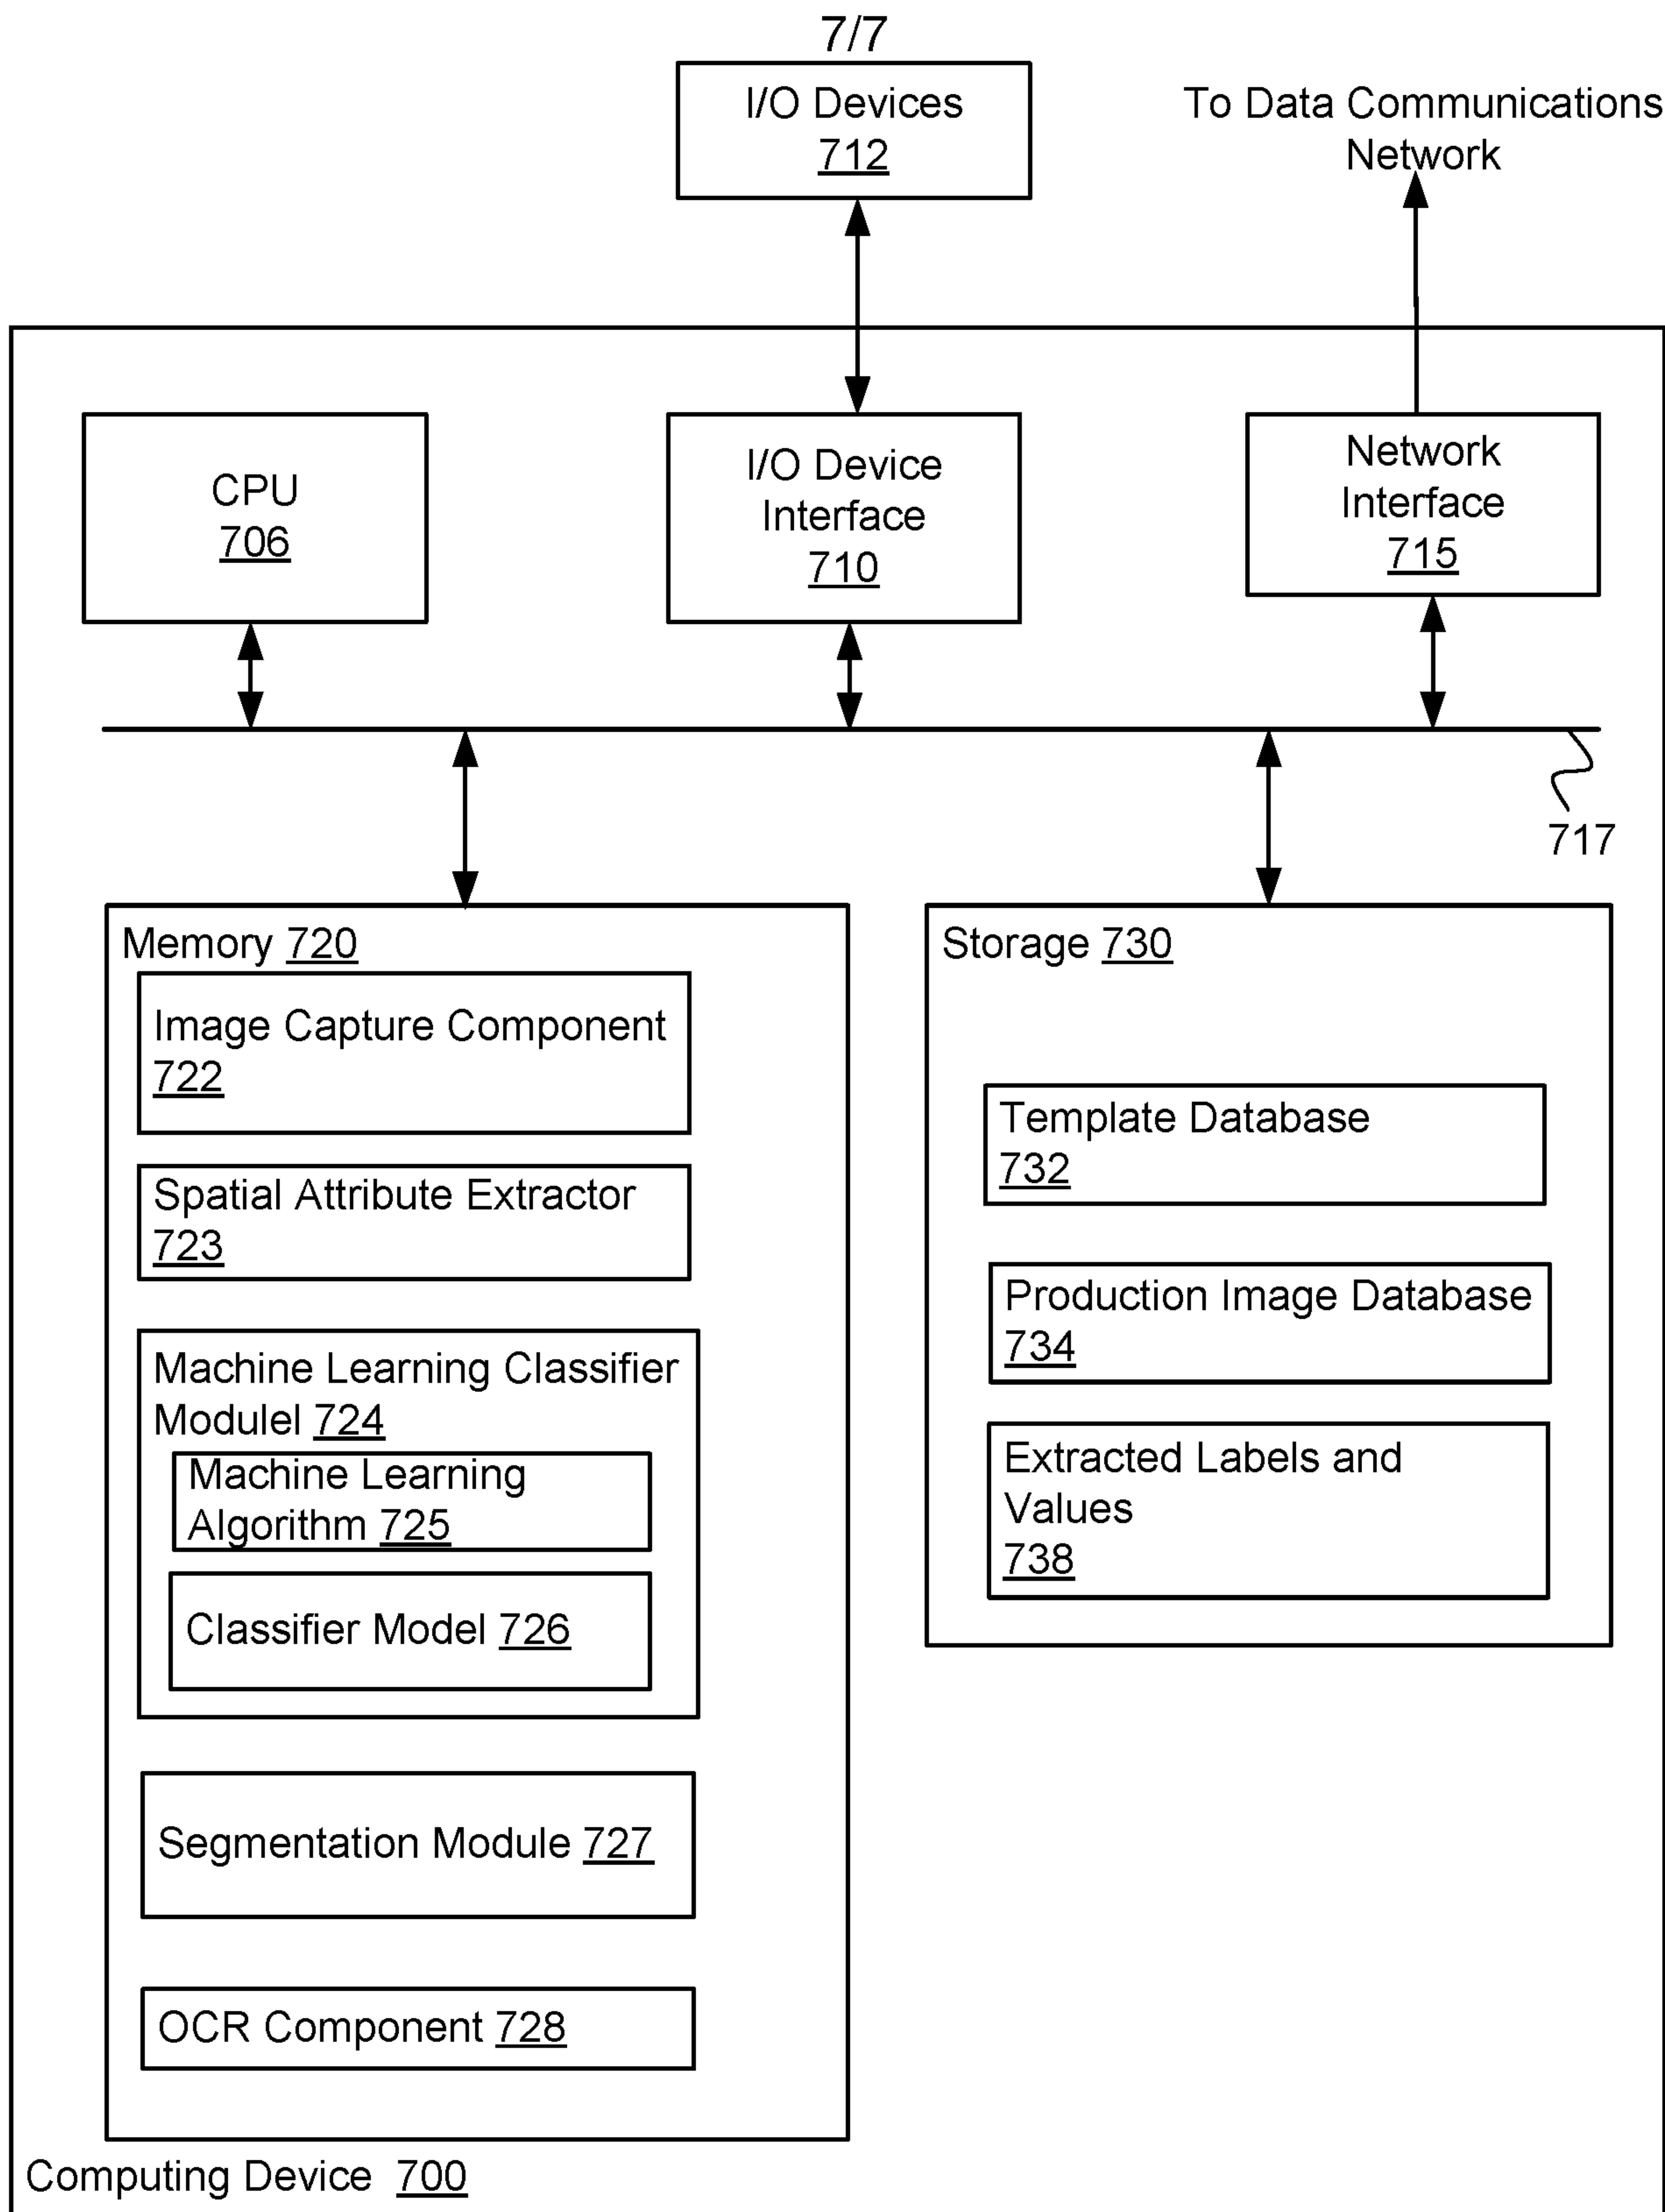 7/7
I/O Devices
712
To Data Communications
Network
CPU
706
I/O Device
Interface
710
Network
Interface
715
717
Memory 720
Image Capture Component
722
Spatial Attribute Extractor
723
Machine Learning Classifier
Modulel 724
Machine Learning
Algorithm 725
Classifier Model 726
Segmentation Module 727
OCR Component 728
Storage 730
Template Database
732
Production Image Database
734
Extracted Labels and
Values
738
Computing Device 700